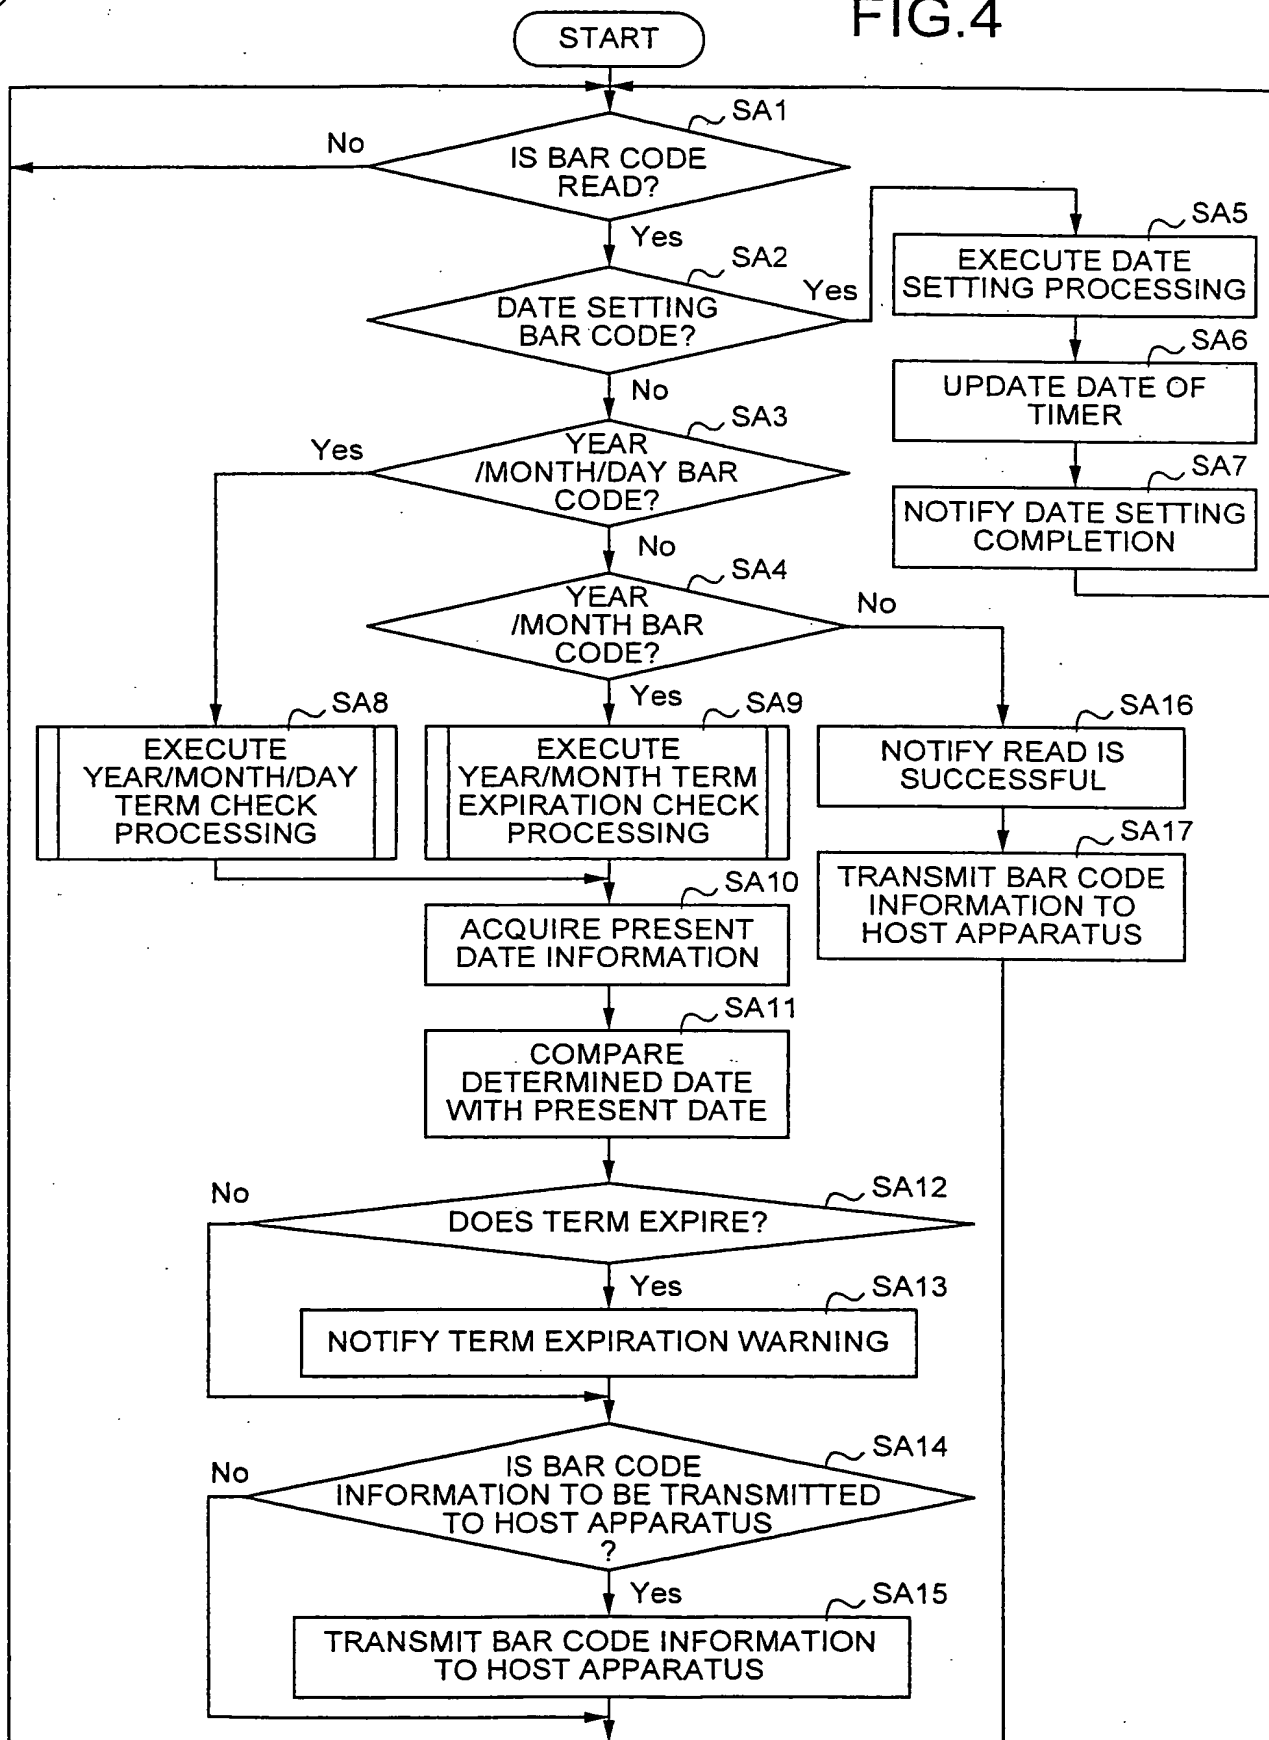 FIG.4
START
SA1
No
IS BAR CODE
READ?
Yes
SA2
DATE SETTING
BAR CODE?
Yes
No
SA5
EXECUTE DATE
SETTING PROCESSING
SA6
UPDATE DATE OF
TIMER
SA7
NOTIFY DATE SETTING
COMPLETION
SA3
Yes
YEAR
/MONTH/DAY BAR
CODE?
No
SA4
YEAR
/MONTH BAR
CODE?
No
Yes
SA8
EXECUTE
YEAR/MONTH/DAY
TERM CHECK
PROCESSING
SA9
EXECUTE
YEAR/MONTH TERM
EXPIRATION CHECK
PROCESSING
SA16
NOTIFY READ IS
SUCCESSFUL
SA17
TRANSMIT BAR CODE
INFORMATION TO
HOST APPARATUS
SA10
ACQUIRE PRESENT
DATE INFORMATION
SA11
COMPARE
DETERMINED DATE
WITH PRESENT DATE
SA12
No
DOES TERM EXPIRE?
Yes
SA13
NOTIFY TERM EXPIRATION WARNING
SA14
No
IS BAR CODE
INFORMATION TO BE TRANSMITTED
TO HOST APPARATUS
?
Yes
SA15
TRANSMIT BAR CODE INFORMATION
TO HOST APPARATUS